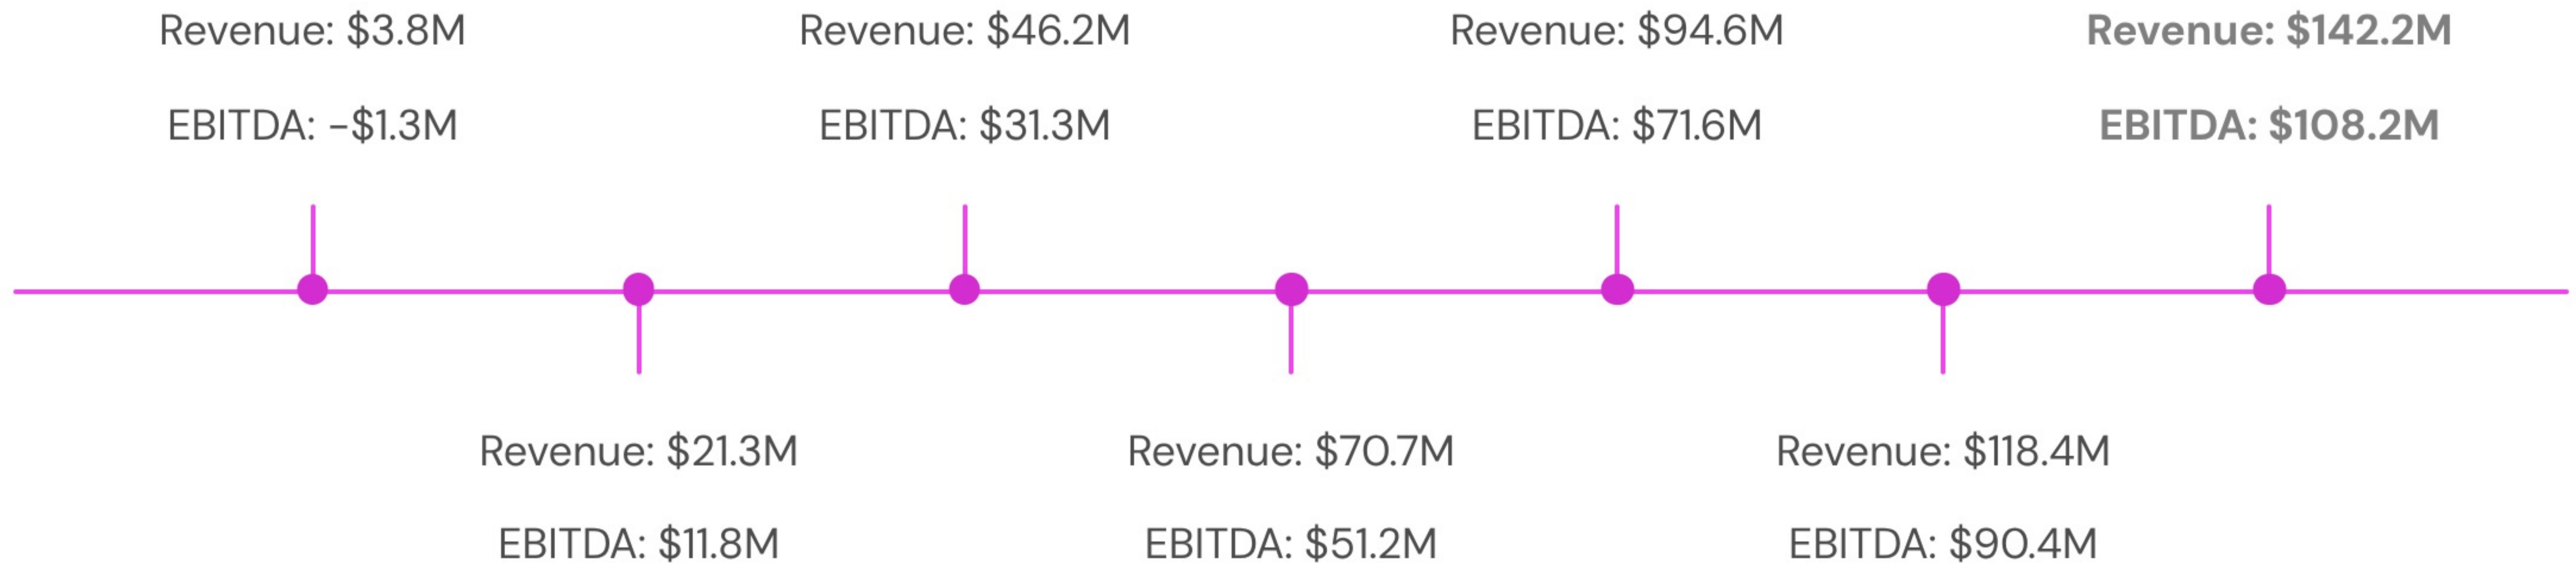 Revenue: $3.8M
EBITDA: -$1.3M
Revenue: $21.3M
EBITDA: $11.8M
Revenue: $46.2M
EBITDA: $31.3M
Revenue: $70.7M
EBITDA: $51.2M
Revenue: $94.6M
EBITDA: $71.6M
Revenue: $118.4M
EBITDA: $90.4M
Revenue: $142.2M
EBITDA: $108.2M